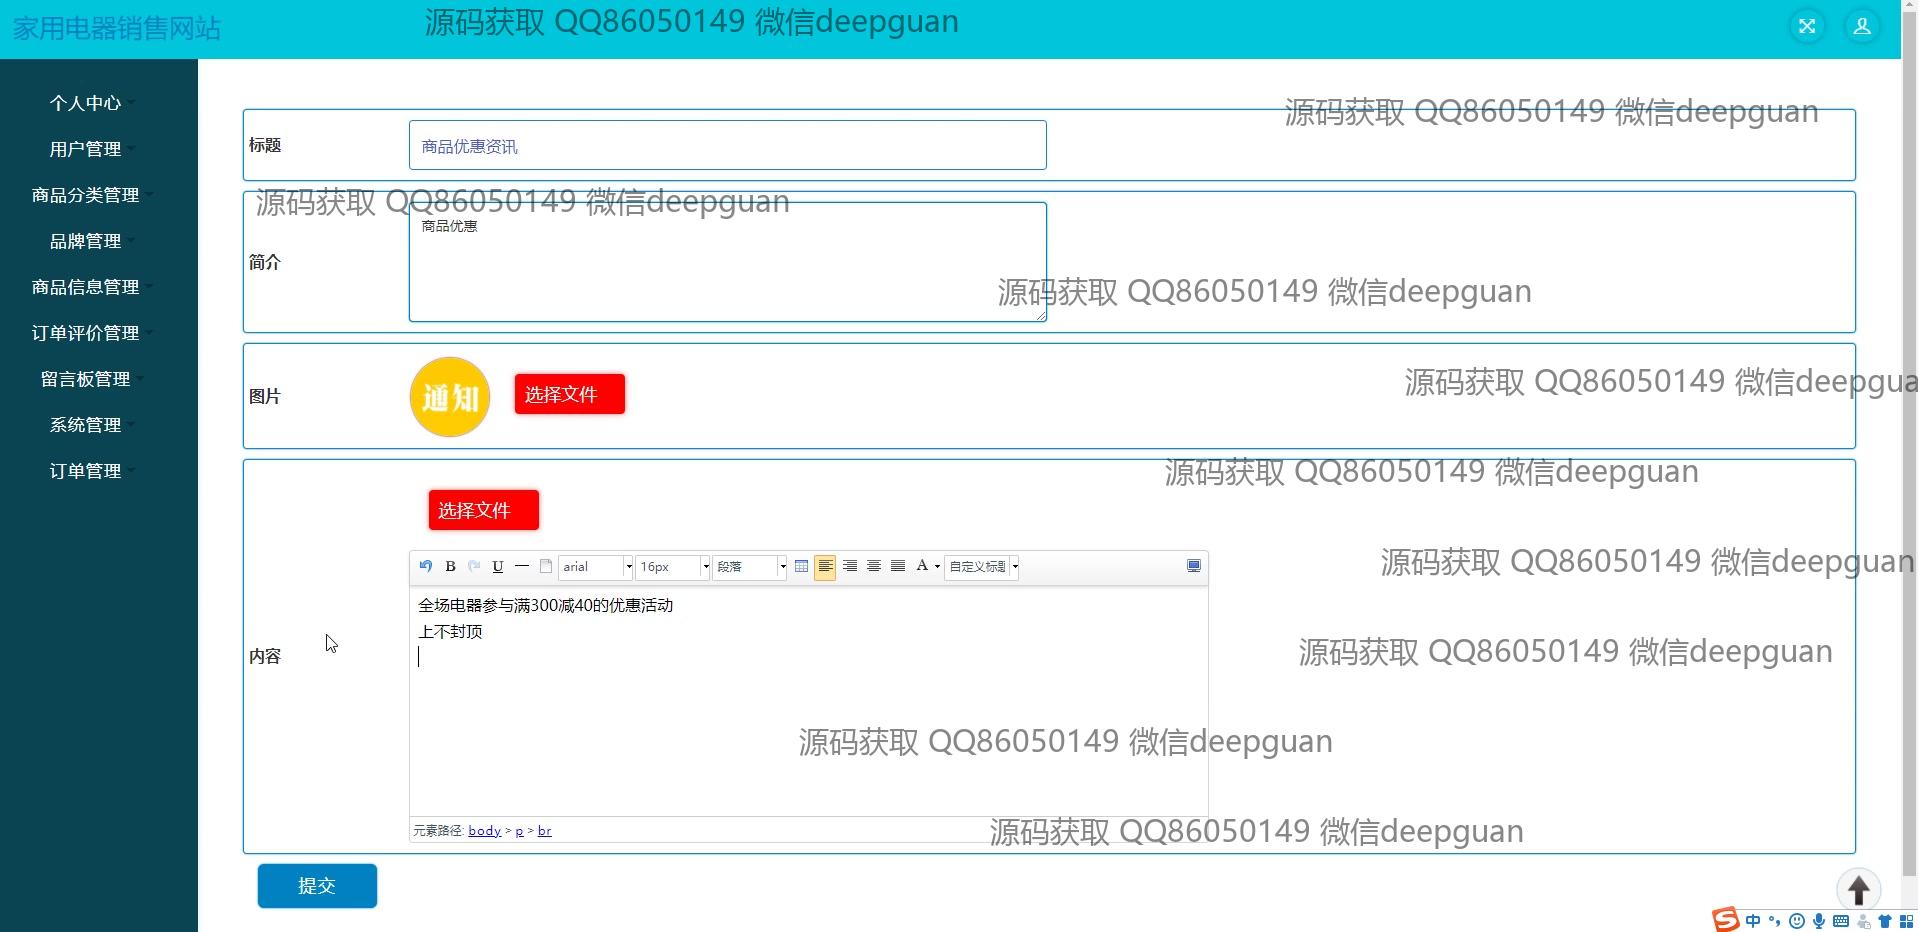 家用电器销售网站
源码获取 QQ86050149 微信deepguan
个人中心
用户管理
商品分类管理
品牌管理
商品信息管理
订单评价管理
留言板管理
系统管理
订单管理
源码获取 QQ86050149 微信deepguan
标题
商品优惠资讯
源码获取 QQ86050149 微信deepguan
商品优惠
简介
源码获取 QQ86050149 微信deepguan
图片
通知
选择文件
源码获取 QQ86050149 微信deepgua
源码获取 QQ86050149 微信deepguan
选择文件
B U arial 16px 段落 A 自定义标题
源码获取 QQ86050149 微信deepguan
全场电器参与满300减40的优惠活动
上不封顶
内容
源码获取 QQ86050149 微信deepguan
源码获取 QQ86050149 微信deepguan
元素路径: body > p > br
源码获取 QQ86050149 微信deepguan
提交
S 中